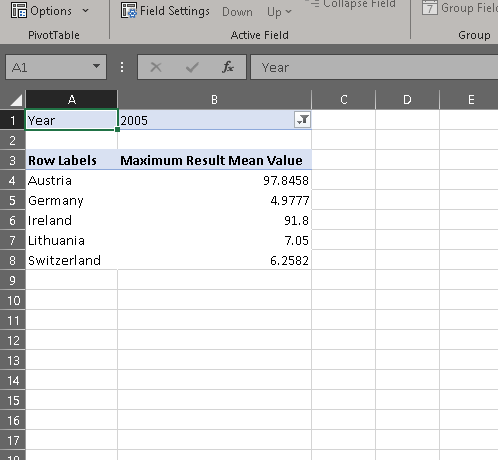 Options Field Settings Down Up Collapse Field 7 Group Field
PivotTable Active Field Group
A1 fx Year
A B C D E
1 Year 2005
2
3 Row Labels Maximum Result Mean Value
4 Austria 97.8458
5 Germany 4.9777
6 Ireland 91.8
7 Lithuania 7.05
8 Switzerland 6.2582
9
10
11
12
13
14
15
16
17